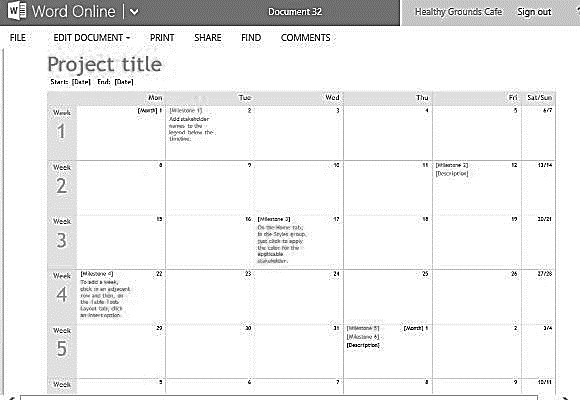 Word Online
Document 32
Healthy Grounds Cafe
Sign out
FILE
EDIT DOCUMENT
PRINT
SHARE
FIND
COMMENTS
Project title
Start: [Date] End: [Date]
Mon
Tue
Wed
Thu
Fri
Sat/Sun
Week
1
[Month] 1
[Milestone 1]
2
3
4
5
6/7
Add stakeholder
names to the
legend below the
timeline.
Week
2
8
9
10
11
[Milestone 2]
12
13/14
[Description]
Week
3
15
16
[Milestone 3]
17
18
19
20/21
On the Home tab,
in the Styles group,
just click to apply
the color for the
applicable
stakeholder.
Week
4
[Milestone 4]
22
23
24
25
26
27/28
To add a week,
click in an adjacent
row and then, on
the Table Tools
Layout tab, click
an insert option.
Week
5
29
30
31
[Milestone 5]
[Month] 1
2
3/4
[Milestone 6]
[Description]
Week
5
6
7
8
9
10/11